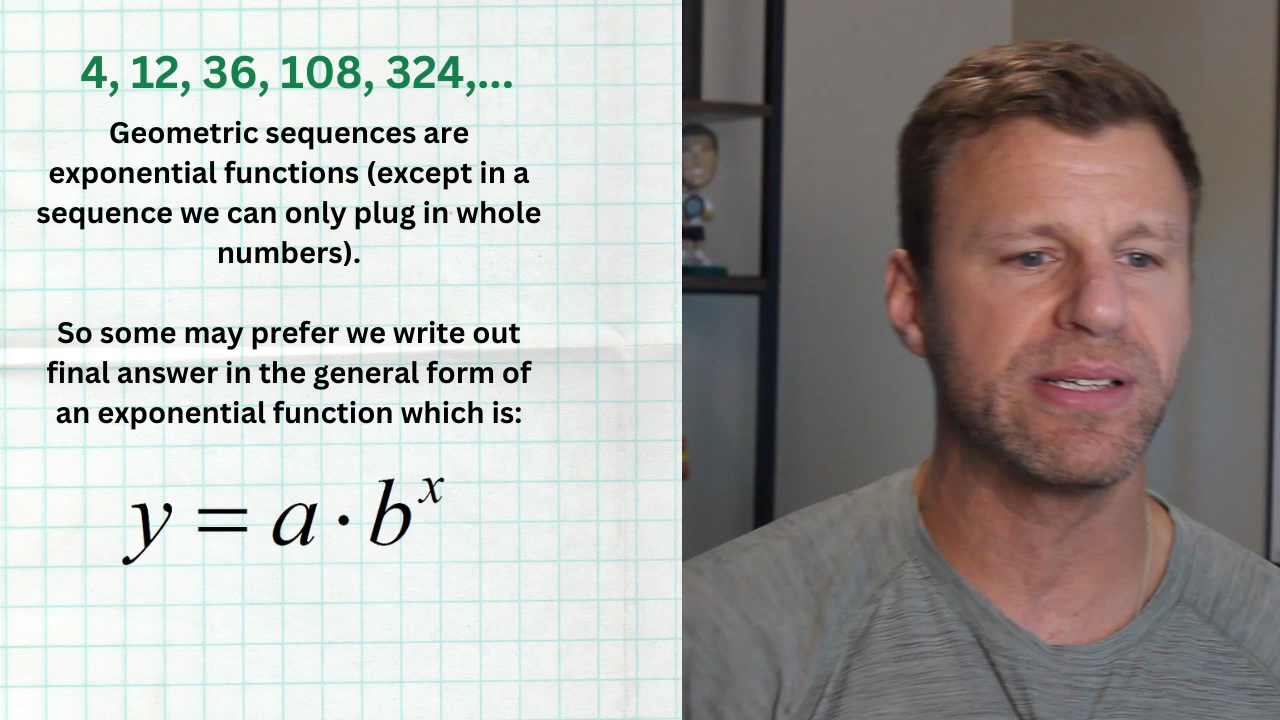 4, 12, 36, 108, 324,...
Geometric sequences are
exponential functions (except in a
sequence we can only plug in whole
numbers).
So some may prefer we write out
final answer in the general form of
an exponential function which is:
y = a · b^x